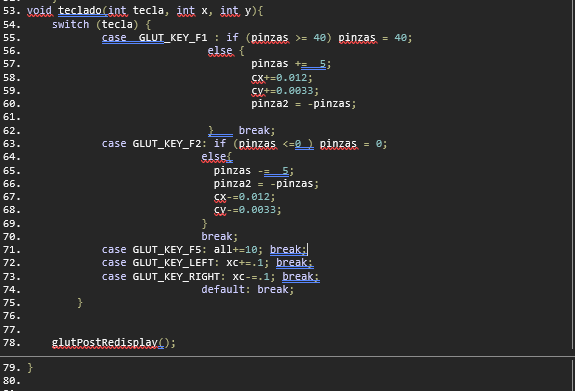 53. void teclado(int tecla, int x, int y){
54. switch (tecla) {
55. case GLUT_KEY_F1 : if (pinzas >= 40) pinzas = 40;
56. else {
57. pinzas += 5;
58. cx+=0.012;
59. cy+=0.0033;
60. pinza2 = -pinzas;
61.
62. } break;
63. case GLUT_KEY_F2: if (pinzas <=0 ) pinzas = 0;
64. else{
65. pinzas -= 5;
66. pinza2 = -pinzas;
67. cx-=0.012;
68. cy-=0.0033;
69. }
70. break;
71. case GLUT_KEY_F5: all+=10; break;
72. case GLUT_KEY_LEFT: xc+=.1; break;
73. case GLUT_KEY_RIGHT: xc-=.1; break;
74. default: break;
75. }
76.
77.
78. glutPostRedisplay();
79. }
80.